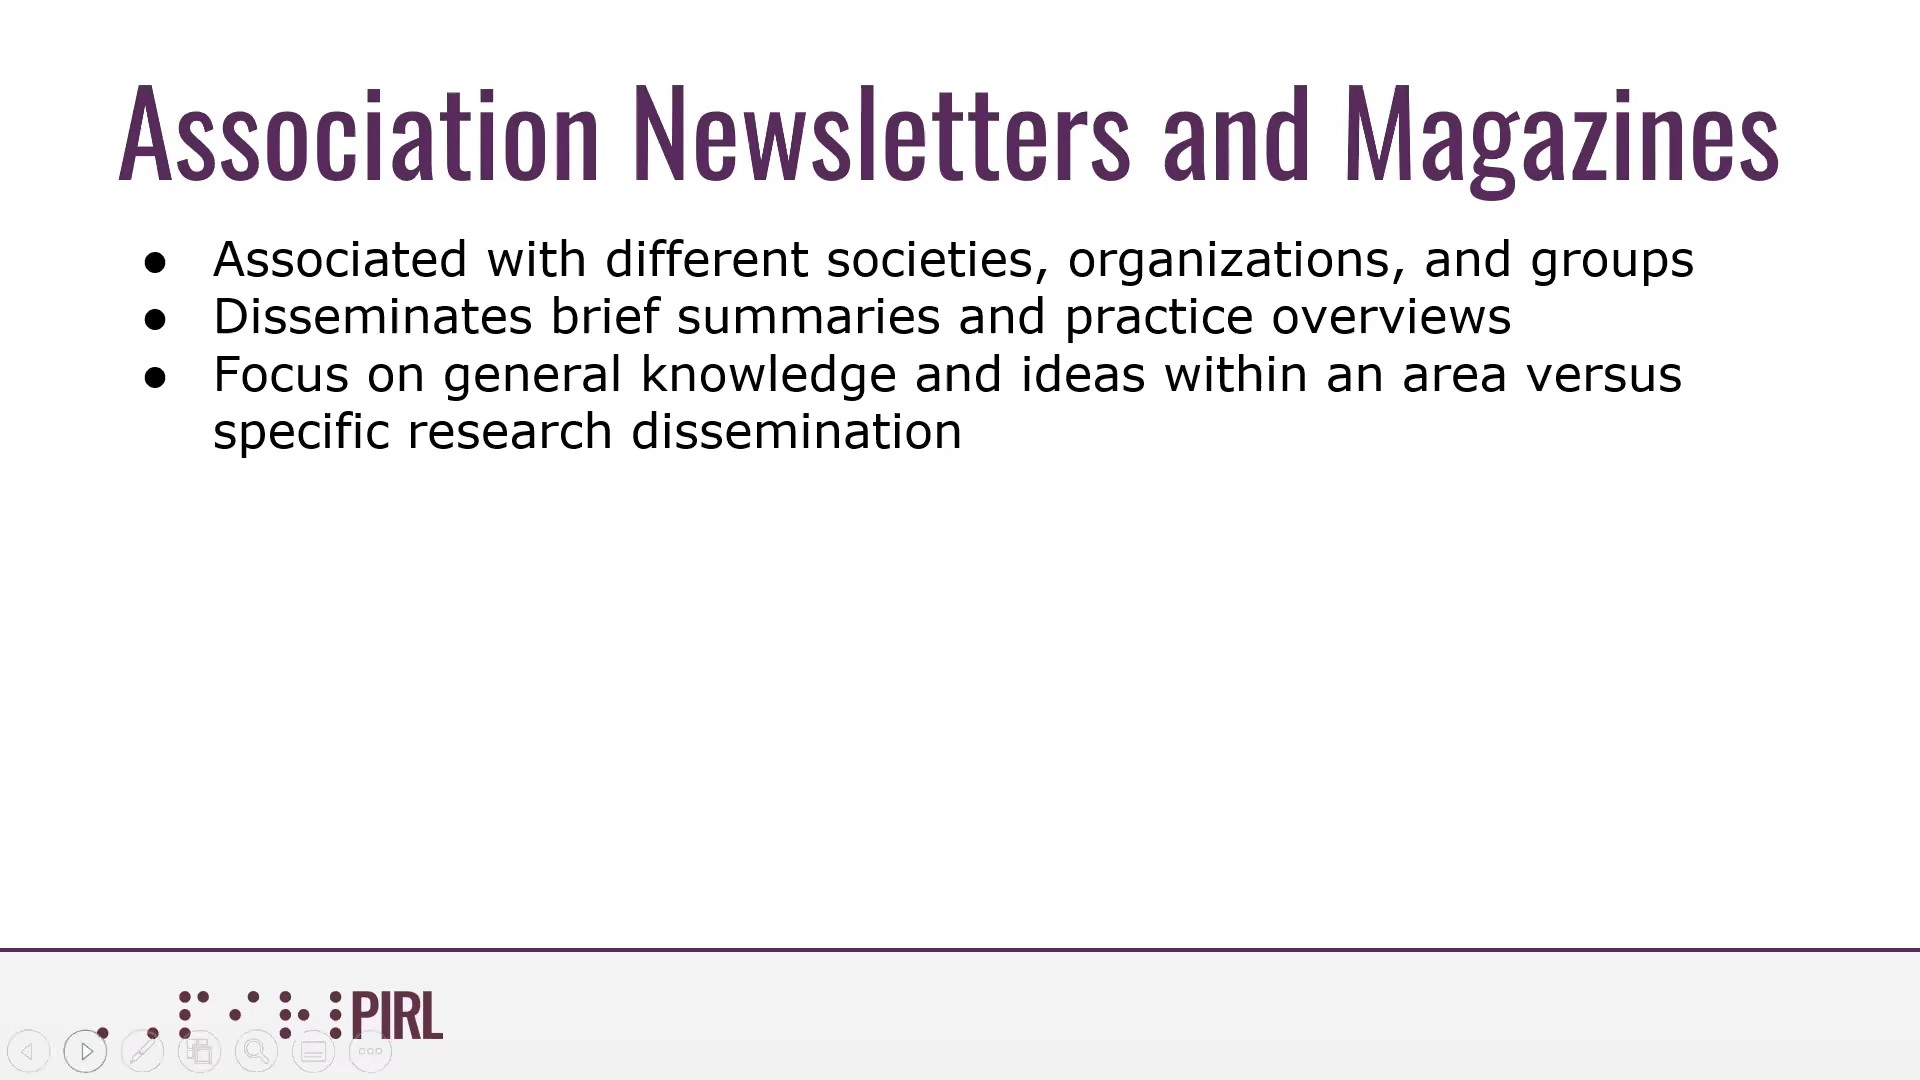 Association Newsletters and Magazines
● Associated with different societies, organizations, and groups
● Disseminates brief summaries and practice overviews
● Focus on general knowledge and ideas within an area versus
specific research dissemination
⠠⠠⠏⠊⠗⠇PIRL